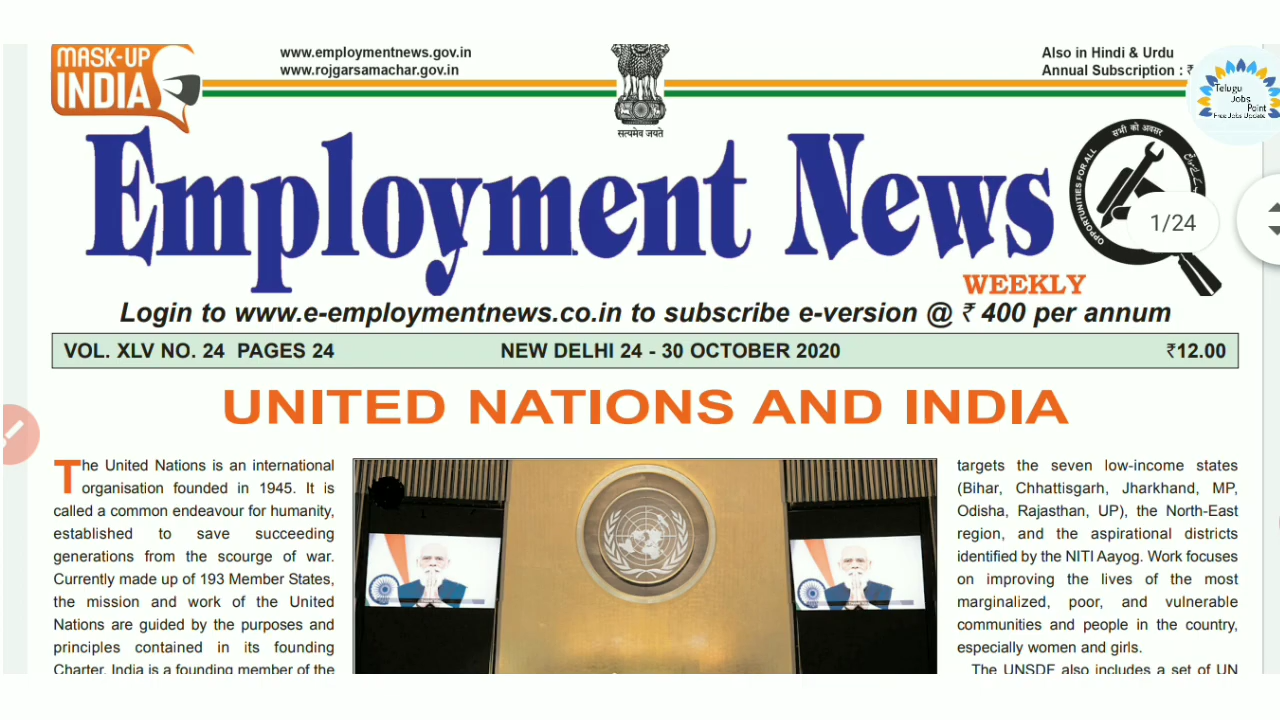 MASK-UP
INDIA
www.employmentnews.gov.in
www.rojgarsamachar.gov.in
सत्यमेव जयते
Also in Hindi & Urdu
Annual Subscription : ₹
Telugu
Jobs
Point
Free Jobs Update
Employment News
WEEKLY
OPPORTUNITIES FOR ALL
सभी को अवसर
1/24
Login to www.e-employmentnews.co.in to subscribe e-version @ ₹ 400 per annum
VOL. XLV NO. 24 PAGES 24
NEW DELHI 24 - 30 OCTOBER 2020
₹12.00
UNITED NATIONS AND INDIA
The United Nations is an international
organisation founded in 1945. It is
called a common endeavour for humanity,
established to save succeeding
generations from the scourge of war.
Currently made up of 193 Member States,
the mission and work of the United
Nations are guided by the purposes and
principles contained in its founding
Charter. India is a founding member of the
targets the seven low-income states
(Bihar, Chhattisgarh, Jharkhand, MP,
Odisha, Rajasthan, UP), the North-East
region, and the aspirational districts
identified by the NITI Aayog. Work focuses
on improving the lives of the most
marginalized, poor, and vulnerable
communities and people in the country,
especially women and girls.
The UNSDF also includes a set of UN